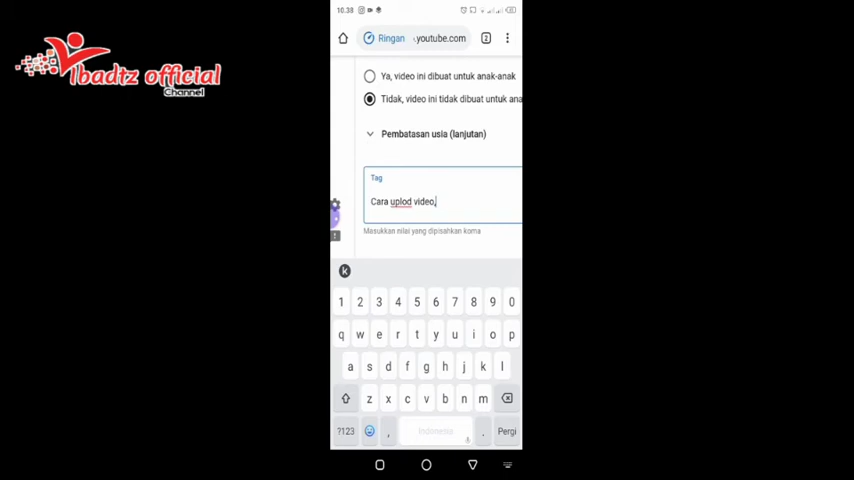 Ibadtz official
Channel
10.38
Ringan
.youtube.com
2
Ya, video ini dibuat untuk anak-anak
Tidak, video ini tidak dibuat untuk ana
Pembatasan usia (lanjutan)
Tag
Cara uplod video,
Masukkan nilai yang dipisahkan koma
k
1 2 3 4 5 6 7 8 9 0
q w e r t y u i o p
a s d f g h j k l
z x c v b n m
?123 , Indonesia . Pergi